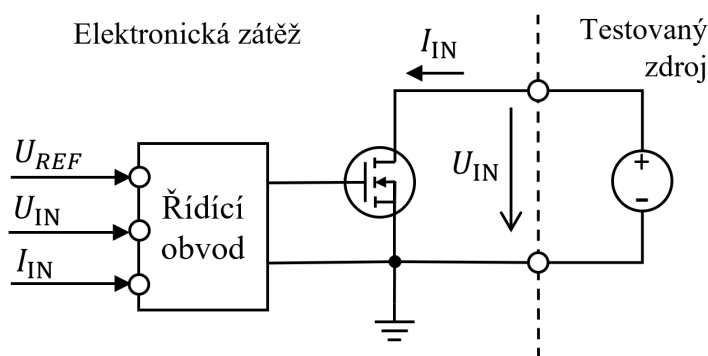 Elektronická zátěž
Testovaný
zdroj
I_IN
U_REF
U_IN
I_IN
Řídící
obvod
U_IN
+
-